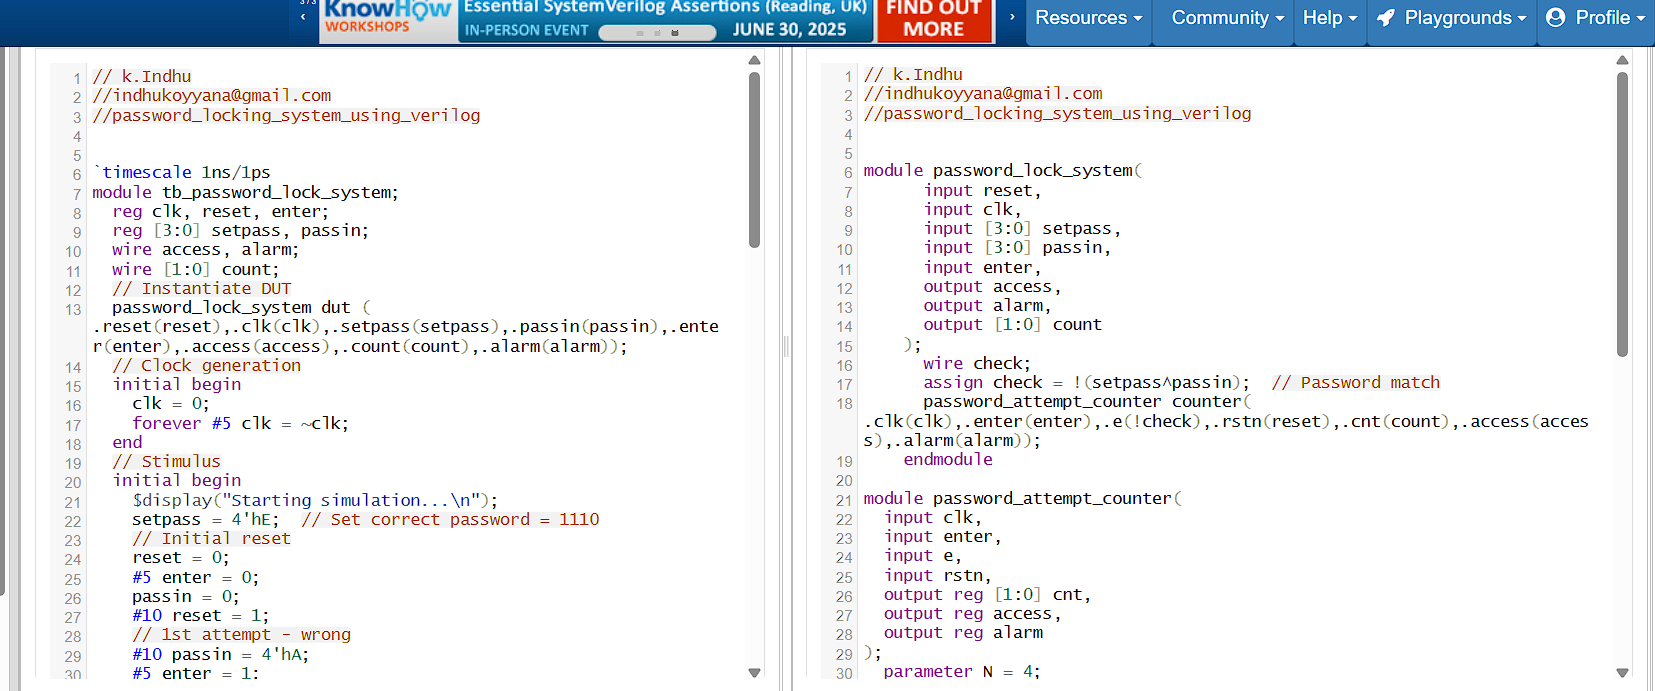 3/3
‹
KnowHow
WORKSHOPS
Essential SystemVerilog Assertions (Reading, UK)
IN-PERSON EVENT
JUNE 30, 2025
FIND OUT
MORE
›
Resources
Community
Help
Playgrounds
Profile
1 // k.Indhu
2 //indhukoyyana@gmail.com
3 //password_locking_system_using_verilog
4
5
6 `timescale 1ns/1ps
7 module tb_password_lock_system;
8 reg clk, reset, enter;
9 reg [3:0] setpass, passin;
10 wire access, alarm;
11 wire [1:0] count;
12 // Instantiate DUT
13 password_lock_system dut (
.reset(reset),.clk(clk),.setpass(setpass),.passin(passin),.ente
r(enter),.access(access),.count(count),.alarm(alarm));
14 // Clock generation
15 initial begin
16 clk = 0;
17 forever #5 clk = ~clk;
18 end
19 // Stimulus
20 initial begin
21 $display("Starting simulation...\n");
22 setpass = 4'hE; // Set correct password = 1110
23 // Initial reset
24 reset = 0;
25 #5 enter = 0;
26 passin = 0;
27 #10 reset = 1;
28 // 1st attempt - wrong
29 #10 passin = 4'hA;
30 #5 enter = 1;
1 // k.Indhu
2 //indhukoyyana@gmail.com
3 //password_locking_system_using_verilog
4
5
6 module password_lock_system(
7 input reset,
8 input clk,
9 input [3:0] setpass,
10 input [3:0] passin,
11 input enter,
12 output access,
13 output alarm,
14 output [1:0] count
15 );
16 wire check;
17 assign check = !(setpass^passin); // Password match
18 password_attempt_counter counter(
.clk(clk),.enter(enter),.e(!check),.rstn(reset),.cnt(count),.access(acces
s),.alarm(alarm));
19 endmodule
20
21 module password_attempt_counter(
22 input clk,
23 input enter,
24 input e,
25 input rstn,
26 output reg [1:0] cnt,
27 output reg access,
28 output reg alarm
29 );
30 parameter N = 4;